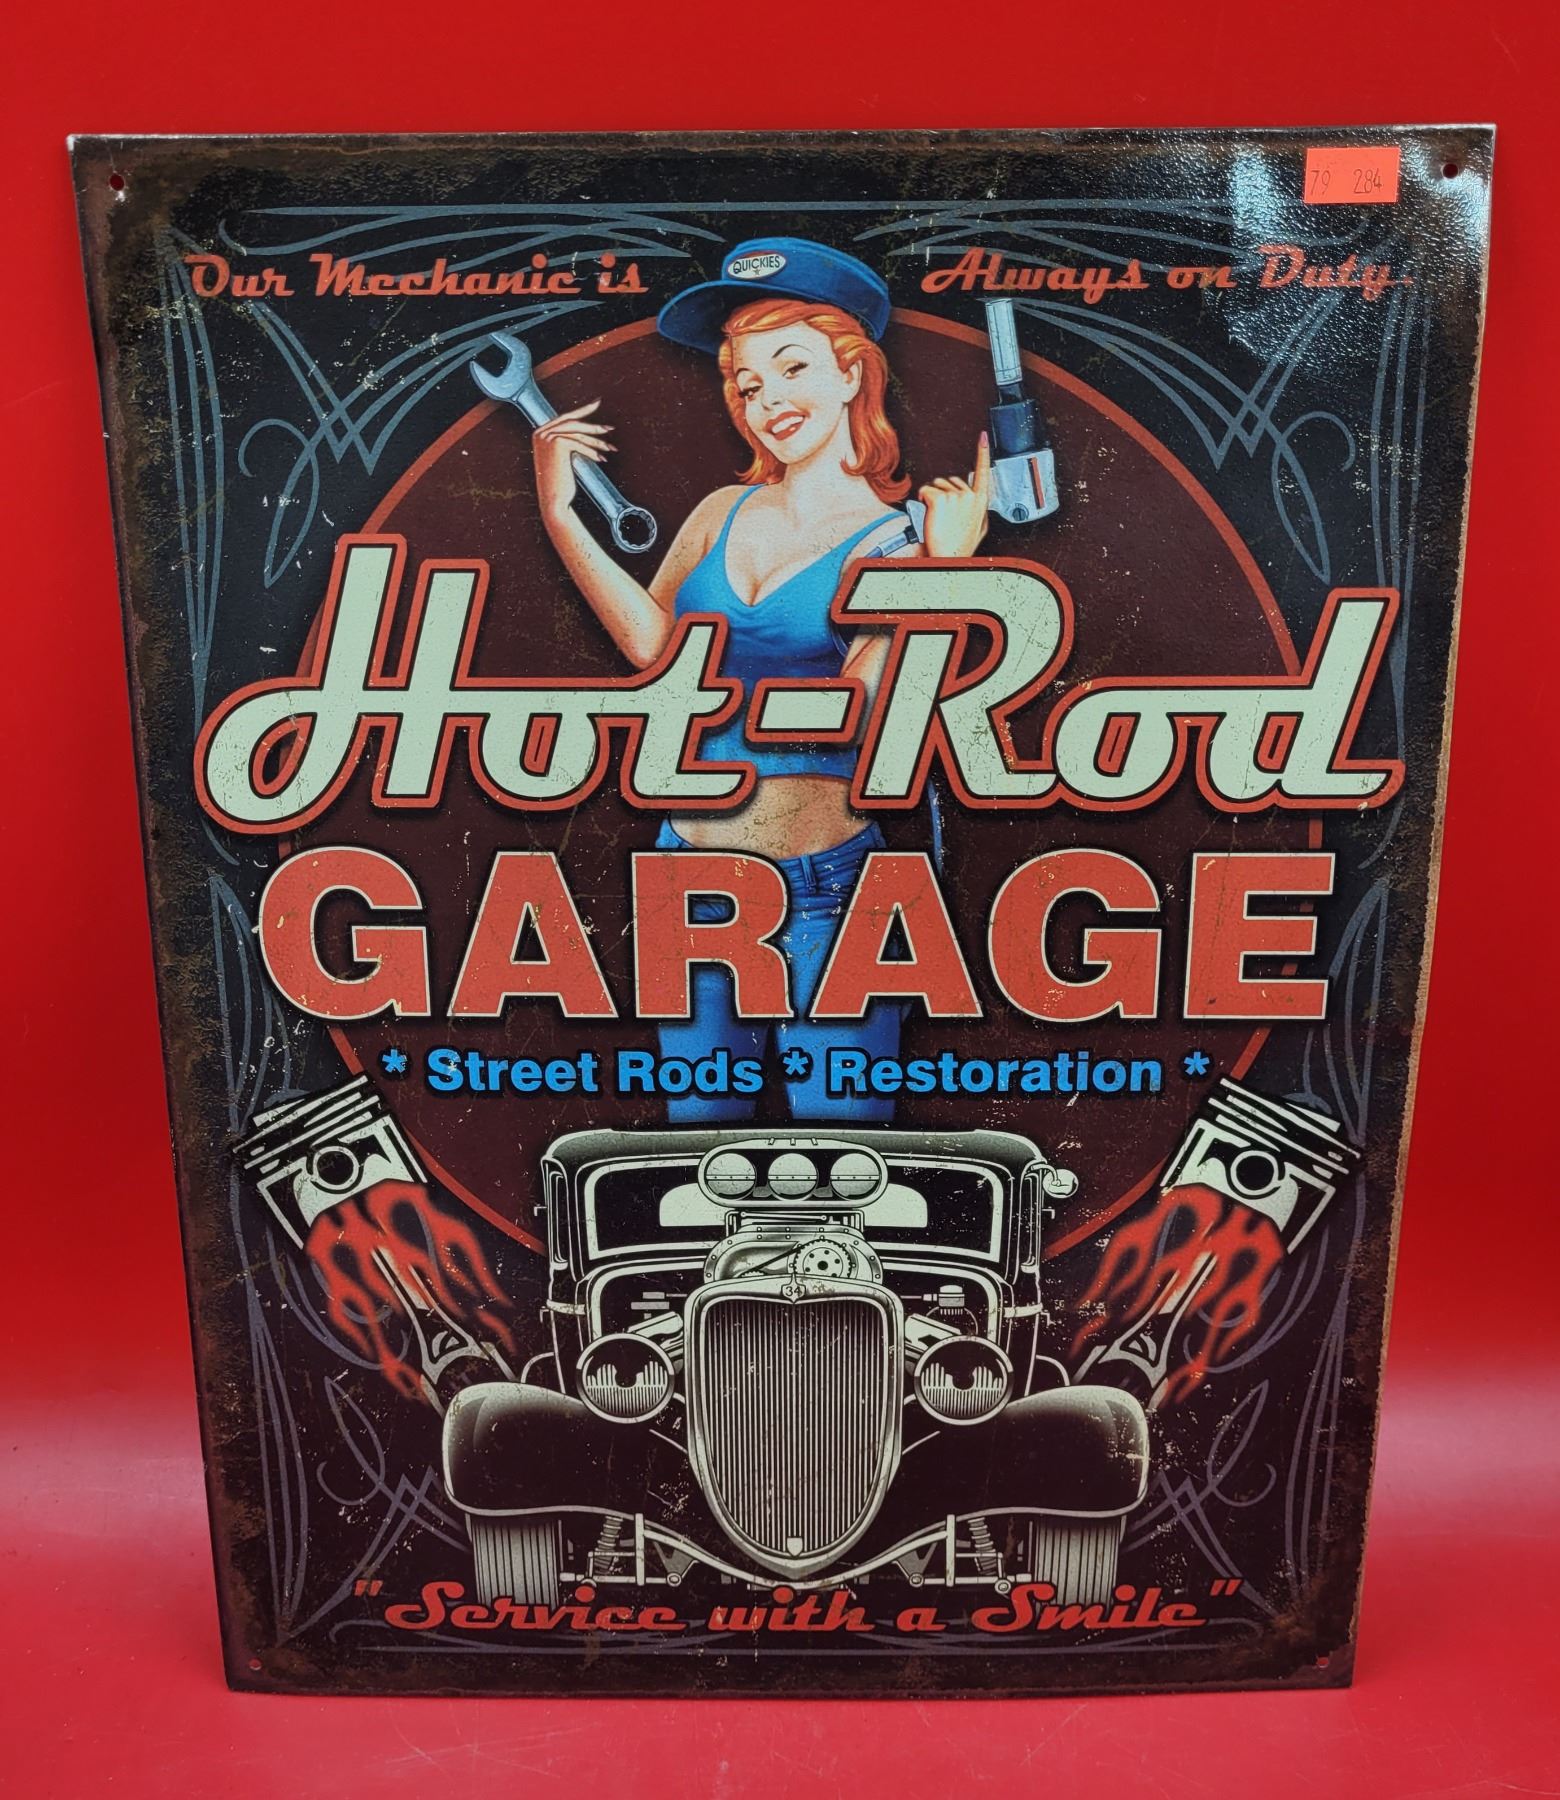 79 284
Our Mechanic is Always on Duty
QUICKIES
Hot-Rod
GARAGE
* Street Rods * Restoration *
34
"Service with a Smile"